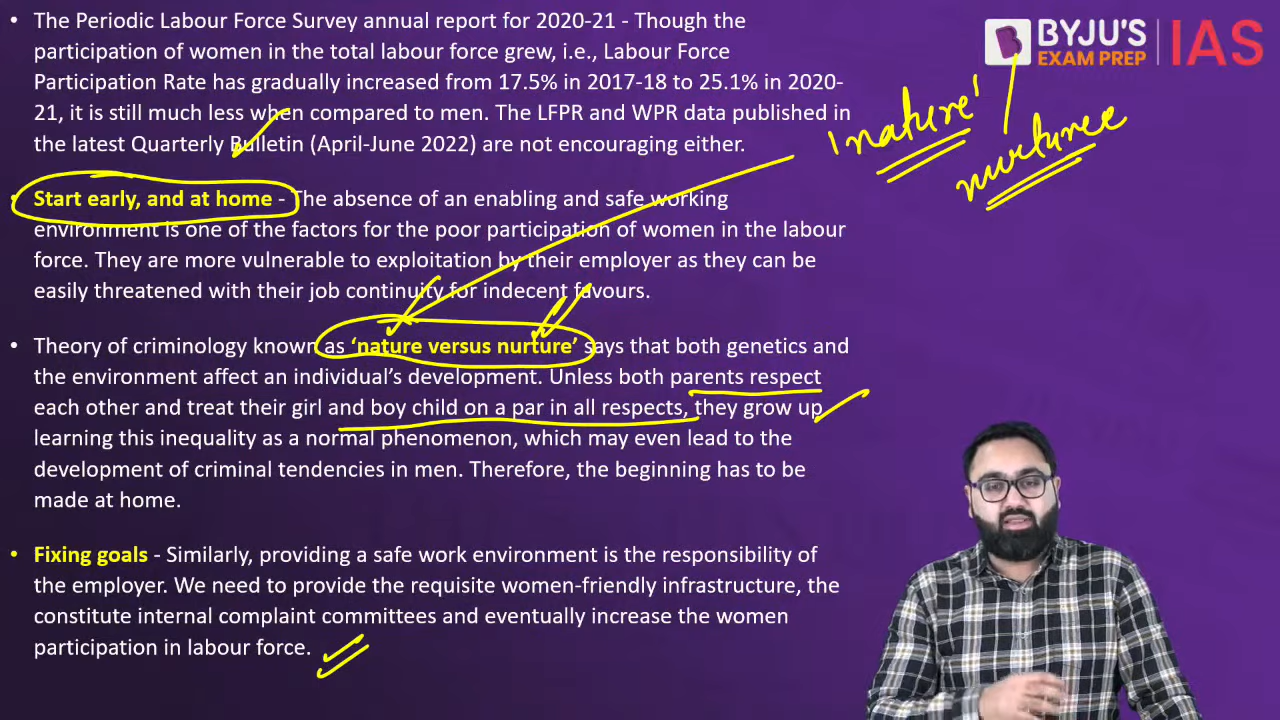 • The Periodic Labour Force Survey annual report for 2020-21 - Though the
participation of women in the total labour force grew, i.e., Labour Force
Participation Rate has gradually increased from 17.5% in 2017-18 to 25.1% in 2020-
21, it is still much less when compared to men. The LFPR and WPR data published in
the latest Quarterly Bulletin (April-June 2022) are not encouraging either.
• Start early, and at home - The absence of an enabling and safe working
environment is one of the factors for the poor participation of women in the labour
force. They are more vulnerable to exploitation by their employer as they can be
easily threatened with their job continuity for indecent favours.
• Theory of criminology known as ‘nature versus nurture’ says that both genetics and
the environment affect an individual’s development. Unless both parents respect
each other and treat their girl and boy child on a par in all respects, they grow up
learning this inequality as a normal phenomenon, which may even lead to the
development of criminal tendencies in men. Therefore, the beginning has to be
made at home.
• Fixing goals - Similarly, providing a safe work environment is the responsibility of
the employer. We need to provide the requisite women-friendly infrastructure, the
constitute internal complaint committees and eventually increase the women
participation in labour force.
BYJU'S
EXAM PREP
IAS
'nature'
nurturee